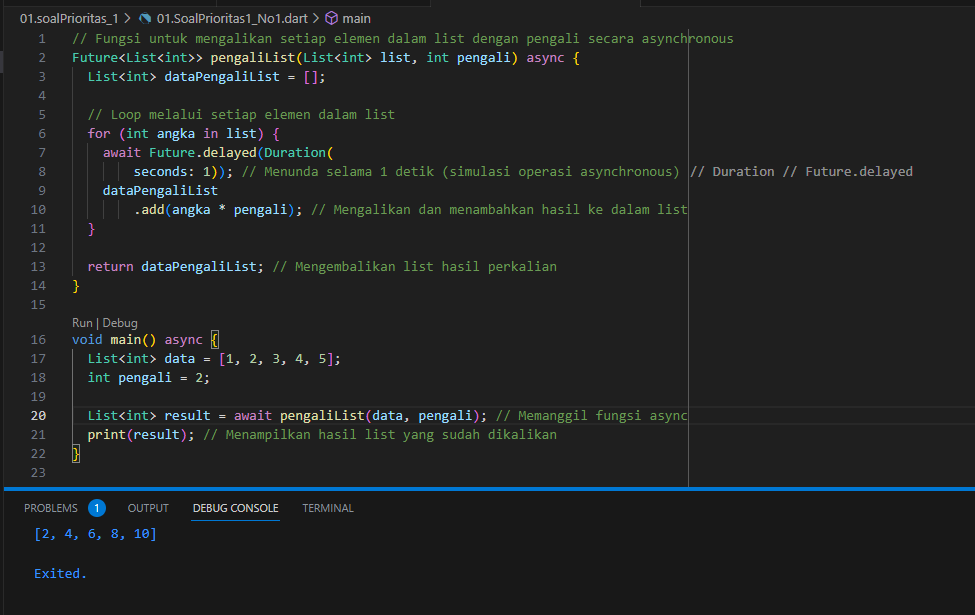 01.soalPrioritas_1 > 01.SoalPrioritas1_No1.dart > main
1 // Fungsi untuk mengalikan setiap elemen dalam list dengan pengali secara asynchronous
2 Future<List<int>> pengaliList(List<int> list, int pengali) async {
3 List<int> dataPengaliList = [];
4
5 // Loop melalui setiap elemen dalam list
6 for (int angka in list) {
7 await Future.delayed(Duration(
8 seconds: 1)); // Menunda selama 1 detik (simulasi operasi asynchronous) // Duration // Future.delayed
9 dataPengaliList
10 .add(angka * pengali); // Mengalikan dan menambahkan hasil ke dalam list
11 }
12
13 return dataPengaliList; // Mengembalikan list hasil perkalian
14 }
15
Run | Debug
16 void main() async {
17 List<int> data = [1, 2, 3, 4, 5];
18 int pengali = 2;
19
20 List<int> result = await pengaliList(data, pengali); // Memanggil fungsi async
21 print(result); // Menampilkan hasil list yang sudah dikalikan
22 }
23
PROBLEMS 1 OUTPUT DEBUG CONSOLE TERMINAL
[2, 4, 6, 8, 10]
Exited.